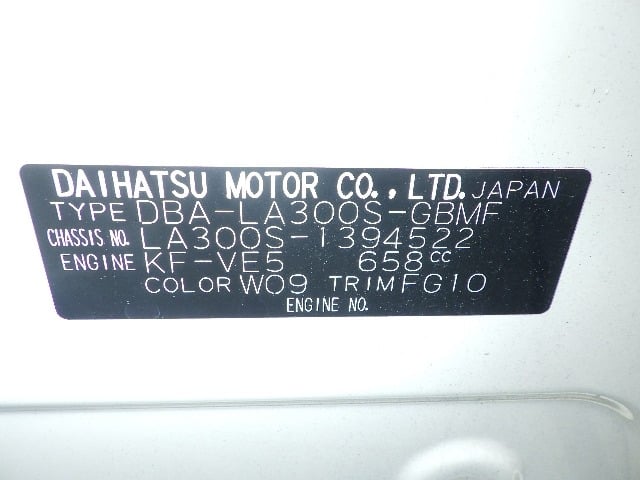 DAIHATSU MOTOR CO., LTD. JAPAN
TYPE DBA-LA300S-GBMF
CHASSIS NO. LA300S-1394522
ENGINE KF-VE5 658cc
COLOR W09 TRIM FG10
ENGINE NO.